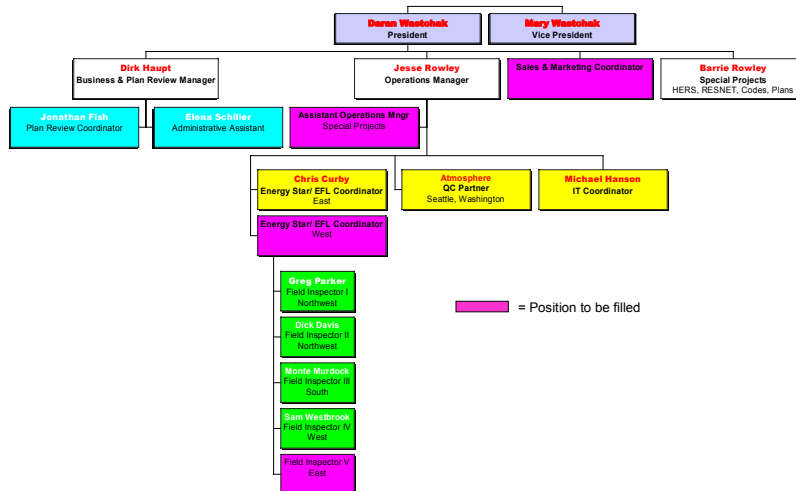 Daran Wastchak
President
Mary Wastchak
Vice President
Dirk Haupt
Business & Plan Review Manager
Jesse Rowley
Operations Manager
Sales & Marketing Coordinator
Barrie Rowley
Special Projects
HERS, RESNET, Codes, Plans
Jonathan Fish
Plan Review Coordinator
Elena Schiller
Administrative Assistant
Assistant Operations Mngr
Special Projects
Chris Curby
Energy Star/ EFL Coordinator
East
Atmosphere
QC Partner
Seattle, Washington
Michael Hanson
IT Coordinator
Energy Star/ EFL Coordinator
West
Greg Parker
Field Inspector I
Northwest
= Position to be filled
Dick Davis
Field Inspector II
Northwest
Monte Murdock
Field Inspector III
South
Sam Westbrook
Field Inspector IV
West
Field Inspector V
East